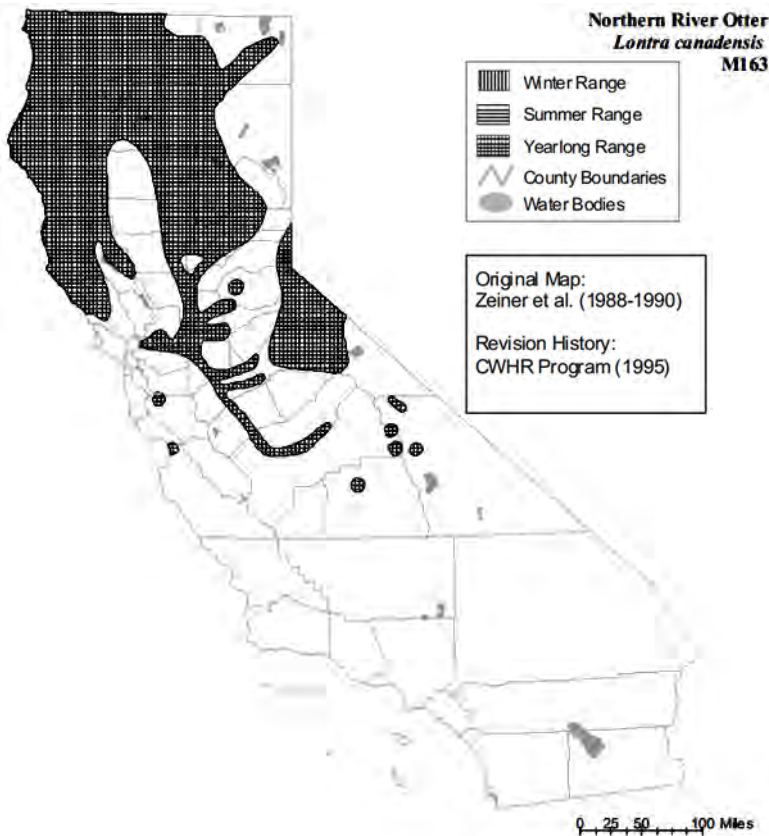 Northern River Otter
Lontra canadensis
M163
Winter Range
Summer Range
Yearlong Range
County Boundaries
Water Bodies
Original Map:
Zeiner et al. (1988-1990)
Revision History:
CWHR Program (1995)
0 25 50 100 Miles